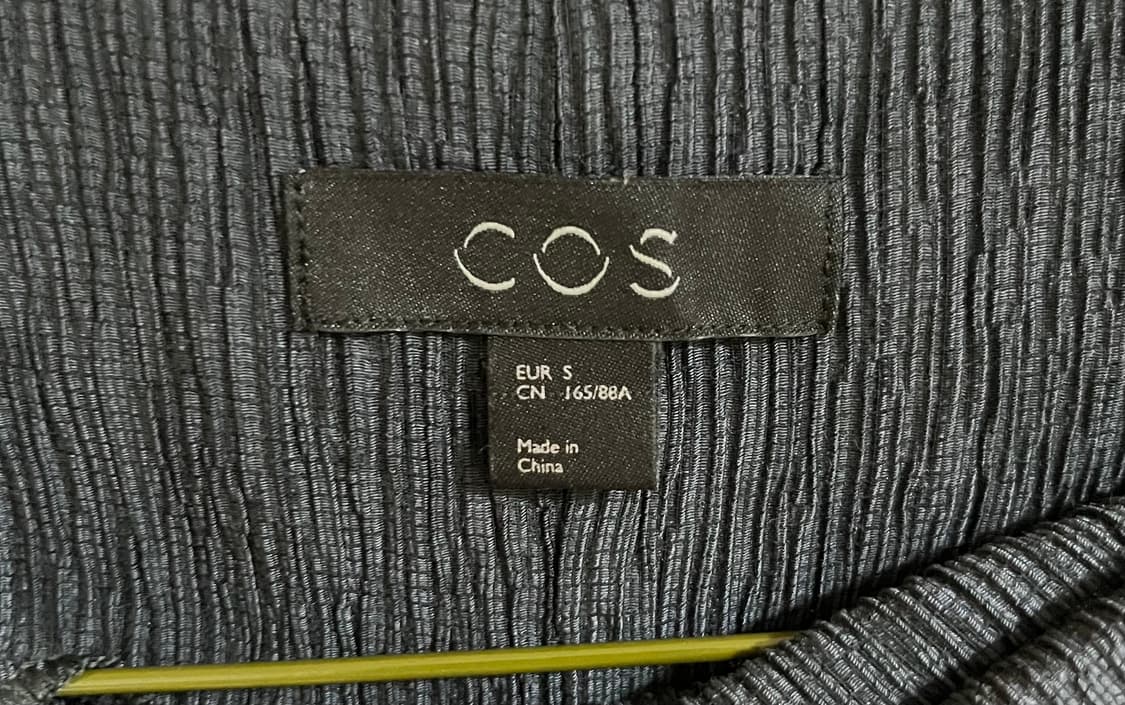 COS
EUR S
CN 165/88A
Made in
China